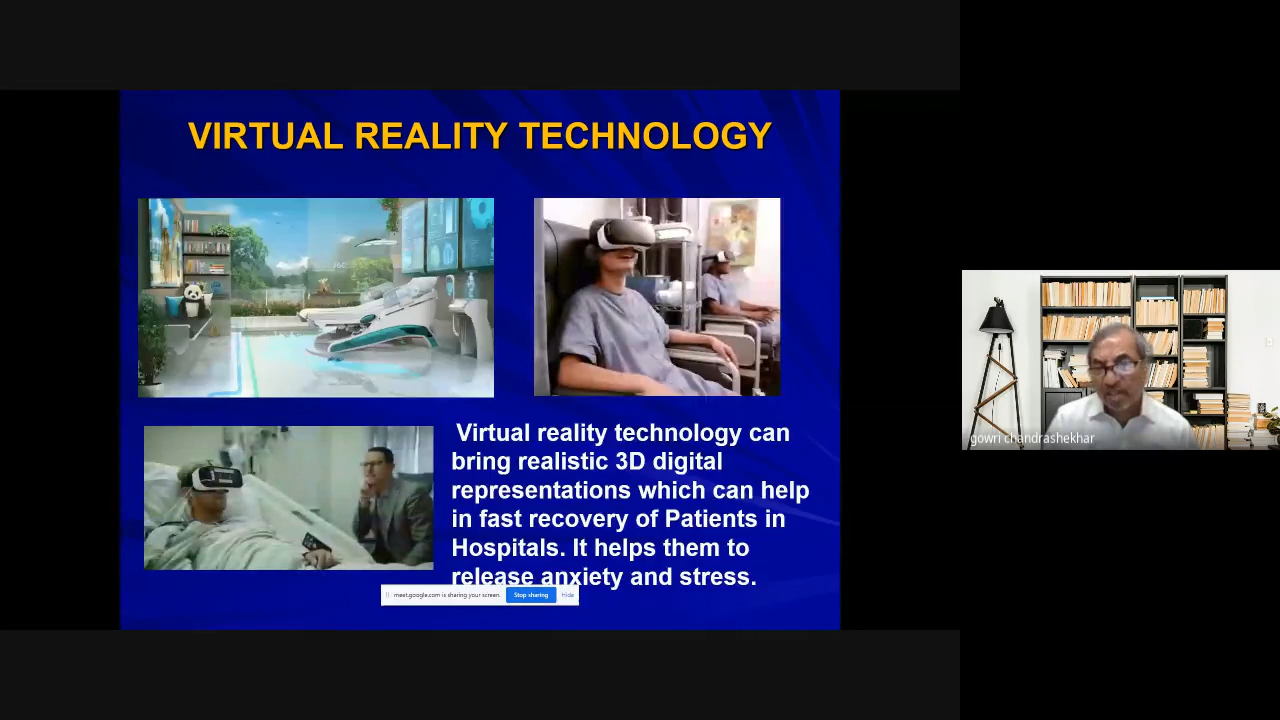 VIRTUAL REALITY TECHNOLOGY
Virtual reality technology can
bring realistic 3D digital
representations which can help
in fast recovery of Patients in
Hospitals. It helps them to
release anxiety and stress.
meet.google.com is sharing your screen.
Stop sharing
Hide
gowri chandrashekhar